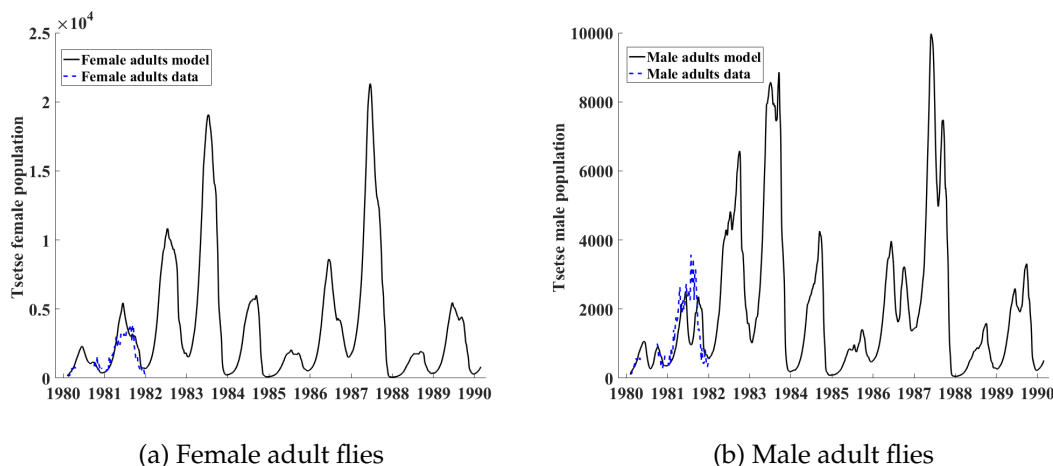 ×10⁴
2.5
2
1.5
1
0.5
0
Tsetse female population
Female adults model
Female adults data
1980 1981 1982 1983 1984 1985 1986 1987 1988 1989 1990
(a) Female adult flies
10000
8000
6000
4000
2000
0
Tsetse male population
Male adults model
Male adults data
1980 1981 1982 1983 1984 1985 1986 1987 1988 1989 1990
(b) Male adult flies